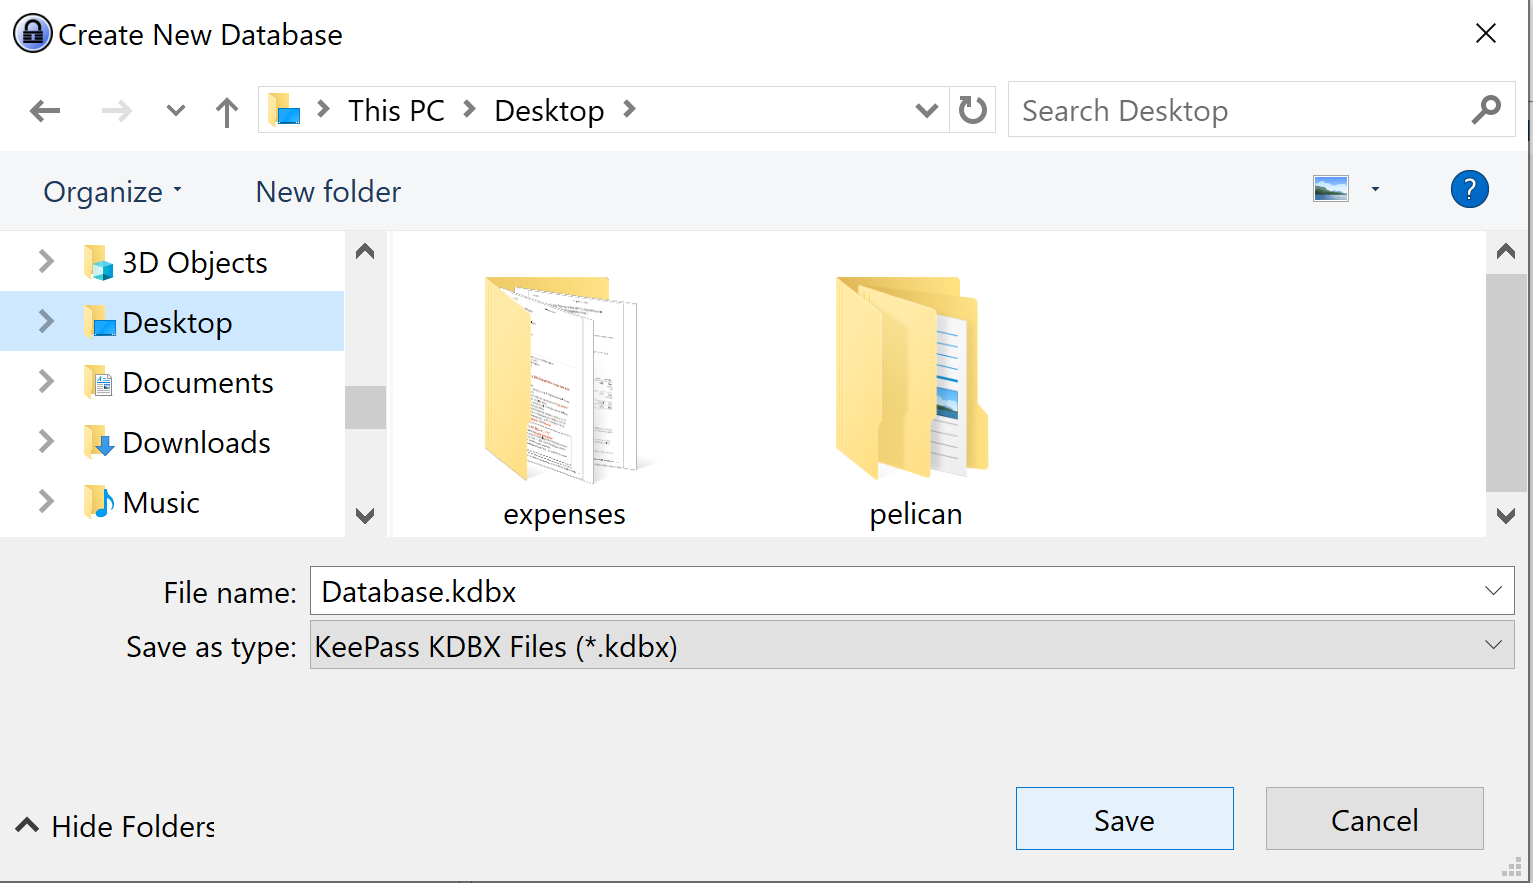 Create New Database
This PC Desktop
Search Desktop
Organize
New folder
?
3D Objects
Desktop
Documents
Downloads
Music
expenses
pelican
File name: Database.kdbx
Save as type: KeePass KDBX Files (*.kdbx)
Hide Folders
Save
Cancel